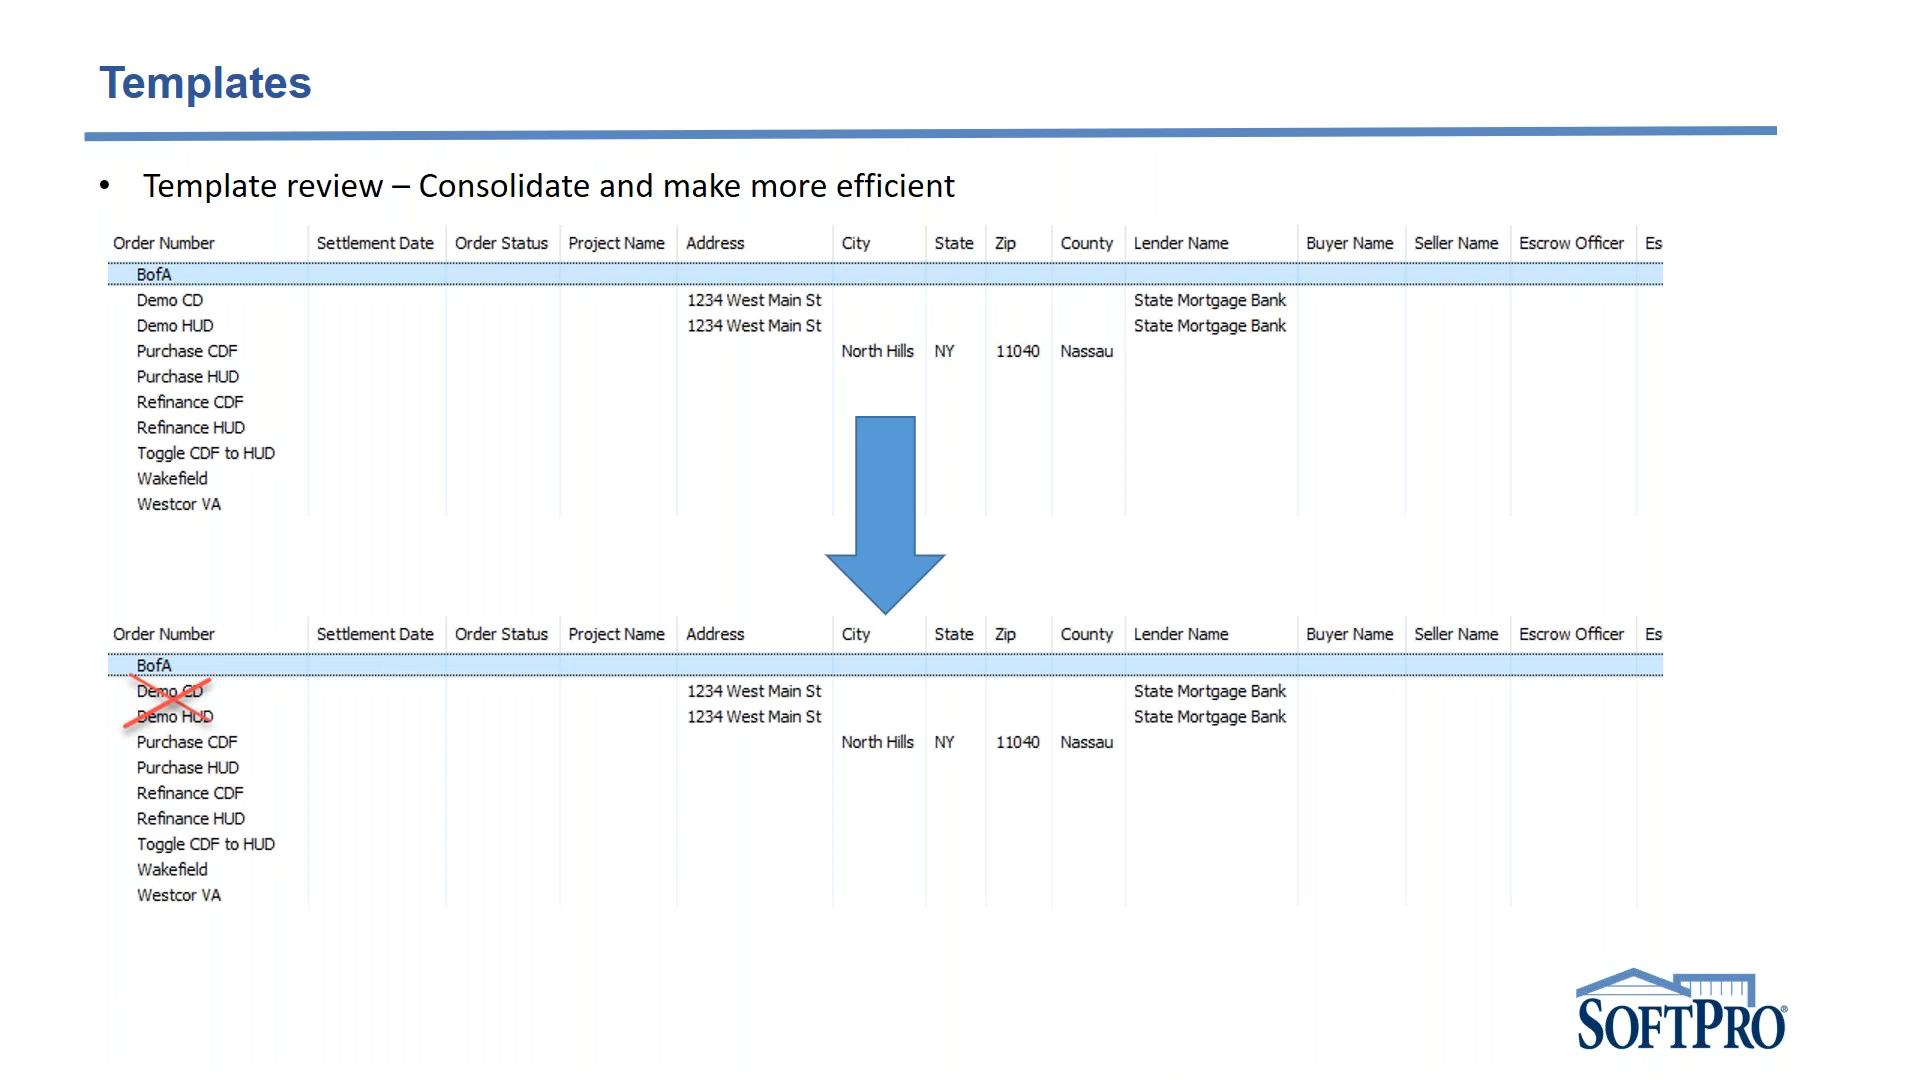 Templates
• Template review – Consolidate and make more efficient
Order Number Settlement Date Order Status Project Name Address City State Zip County Lender Name Buyer Name Seller Name Escrow Officer Es
BofA
Demo CD 1234 West Main St State Mortgage Bank
Demo HUD 1234 West Main St State Mortgage Bank
Purchase CDF North Hills NY 11040 Nassau
Purchase HUD
Refinance CDF
Refinance HUD
Toggle CDF to HUD
Wakefield
Westcor VA
Order Number Settlement Date Order Status Project Name Address City State Zip County Lender Name Buyer Name Seller Name Escrow Officer Es
BofA
Demo CD 1234 West Main St State Mortgage Bank
Demo HUD 1234 West Main St State Mortgage Bank
Purchase CDF North Hills NY 11040 Nassau
Purchase HUD
Refinance CDF
Refinance HUD
Toggle CDF to HUD
Wakefield
Westcor VA
SOFTPRO®